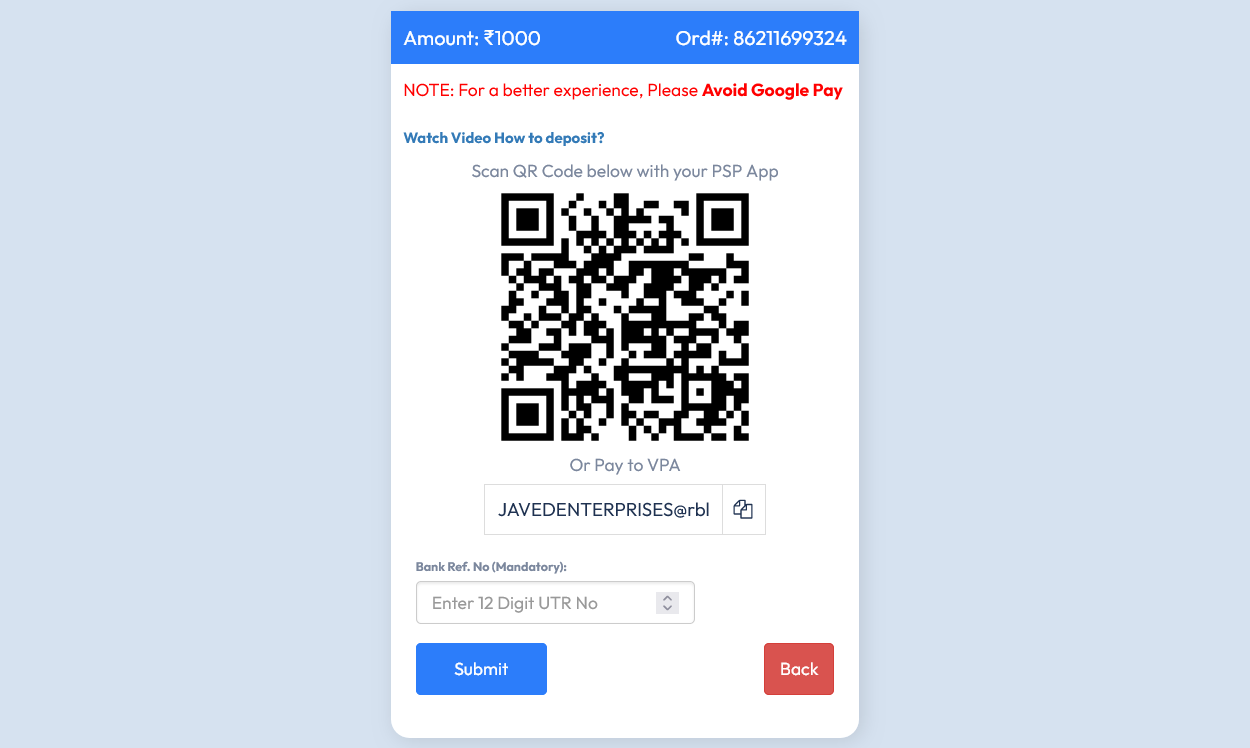 Amount: ₹1000 Ord#: 86211699324
NOTE: For a better experience, Please Avoid Google Pay
Watch Video How to deposit?
Scan QR Code below with your PSP App
Or Pay to VPA
JAVEDENTERPRISES@rbl
Bank Ref. No (Mandatory):
Enter 12 Digit UTR No
Submit Back